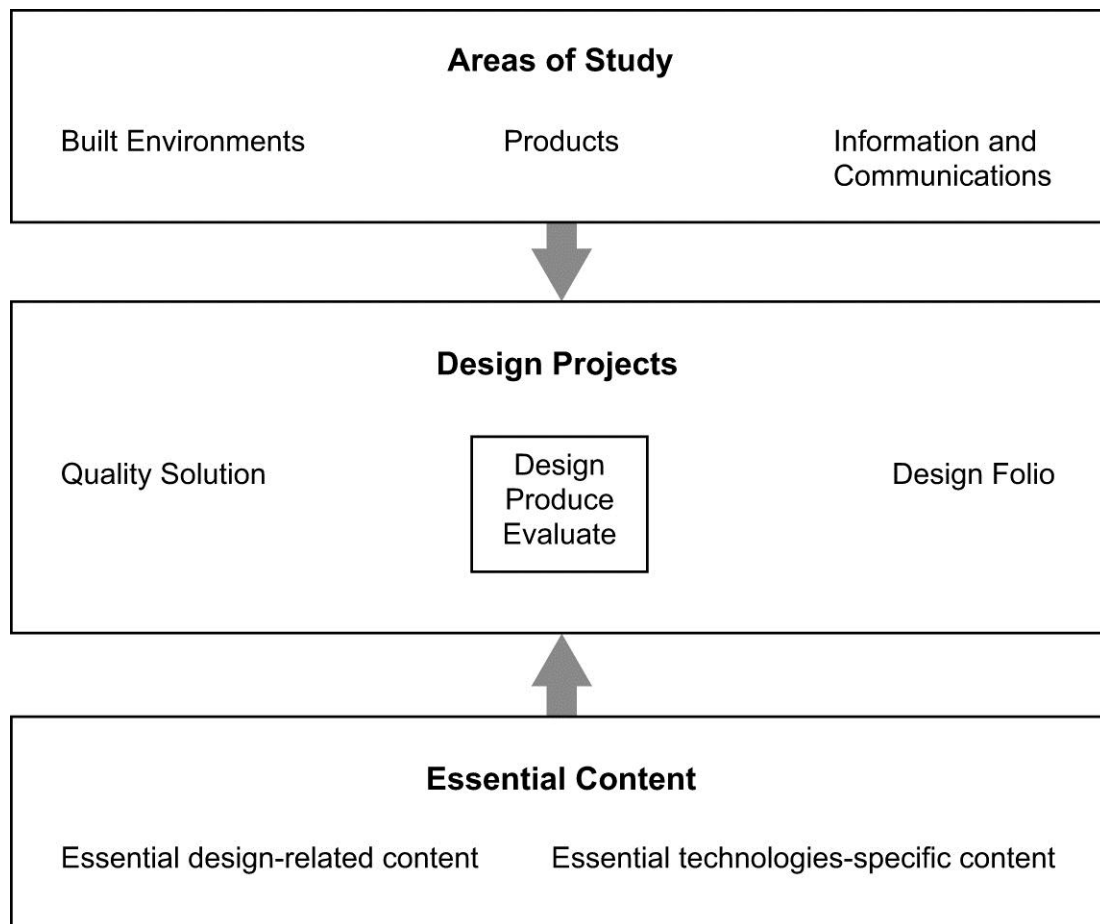 Areas of Study
Built Environments
Products
Information and
Communications
Design Projects
Quality Solution
Design
Produce
Evaluate
Design Folio
Essential Content
Essential design-related content
Essential technologies-specific content